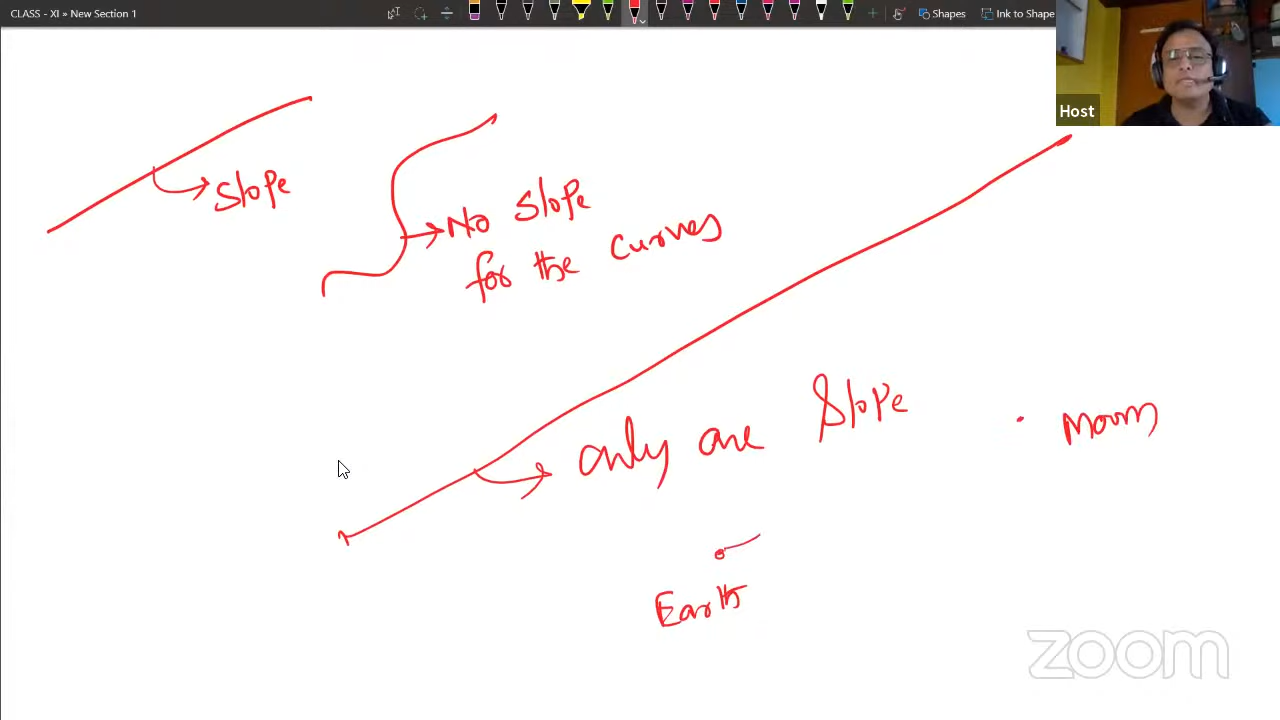 CLASS - XI » New Section 1
Shapes
Ink to Shape
Host
Slope
No slope
for the curves
only one Slope
Moon
Earth
zoom